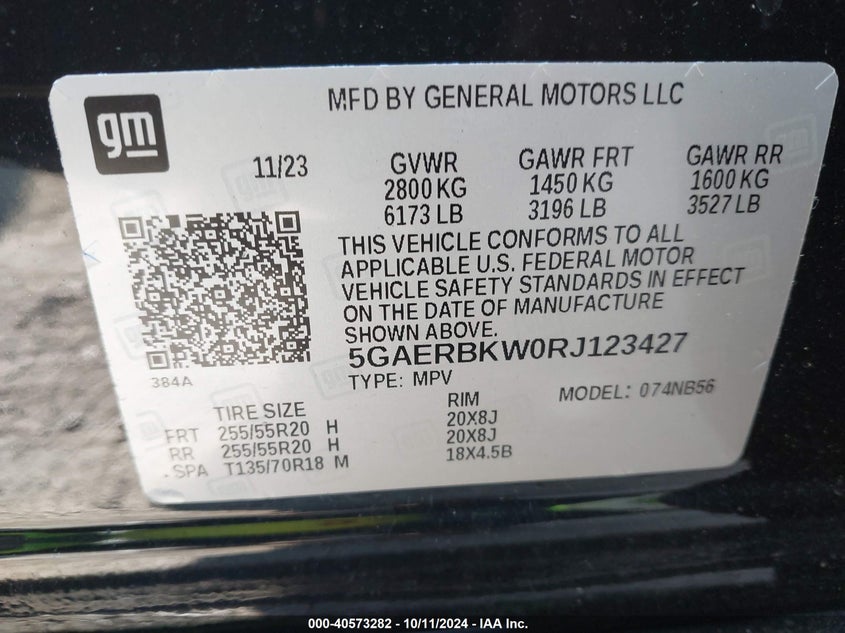 gm
MFD BY GENERAL MOTORS LLC
11/23
GVWR
2800 KG
6173 LB
GAWR FRT
1450 KG
3196 LB
GAWR RR
1600 KG
3527 LB
THIS VEHICLE CONFORMS TO ALL
APPLICABLE U.S. FEDERAL MOTOR
VEHICLE SAFETY STANDARDS IN EFFECT
ON THE DATE OF MANUFACTURE
SHOWN ABOVE.
5GAERBKW0RJ123427
384A
TYPE: MPV
MODEL: 074NB56
TIRE SIZE
RIM
FRT 255/55R20 H 20X8J
RR 255/55R20 H 20X8J
SPA T135/70R18 M 18X4.5B
000-40573282 - 10/11/2024 - IAA Inc.